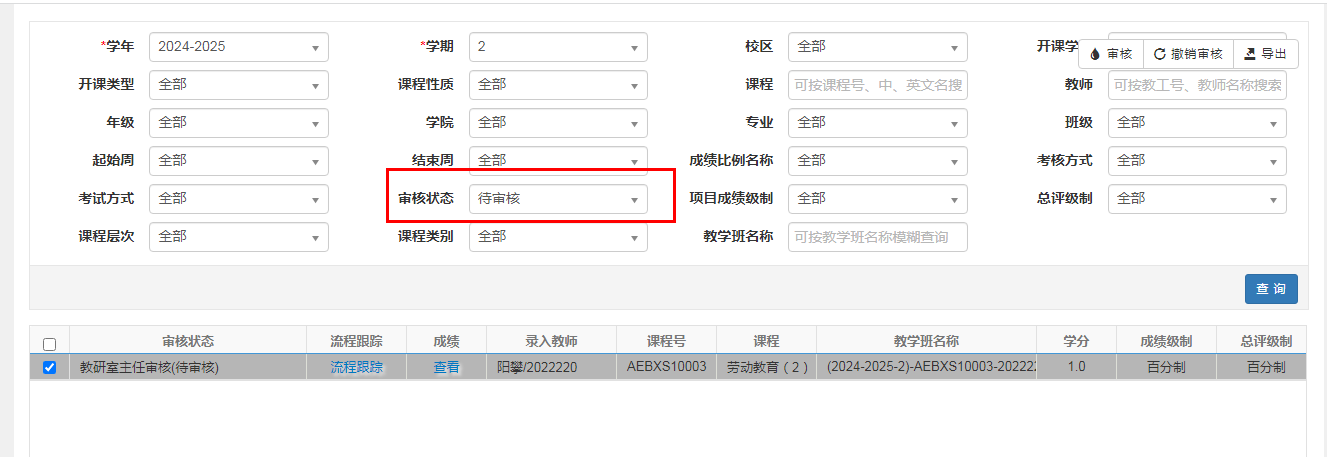 *学年 2024-2025 *学期 2 校区 全部 开课学
审核 撤销审核 导出
开课类型 全部 课程性质 全部 课程 可按课程号、中、英文名搜 教师 可按教工号、教师名称搜索
年级 全部 学院 全部 专业 全部 班级 全部
起始周 全部 结束周 全部 成绩比例名称 全部 考核方式 全部
考试方式 全部 审核状态 待审核 项目成绩级制 全部 总评级制 全部
课程层次 全部 课程类别 全部 教学班名称 可按教学班名称模糊查询
查 询
审核状态 流程跟踪 成绩 录入教师 课程号 课程 教学班名称 学分 成绩级制 总评级制
教研室主任审核(待审核) 流程跟踪 查看 阳攀/2022220 AEBXS10003 劳动教育（2） (2024-2025-2)-AEBXS10003-202222 1.0 百分制 百分制